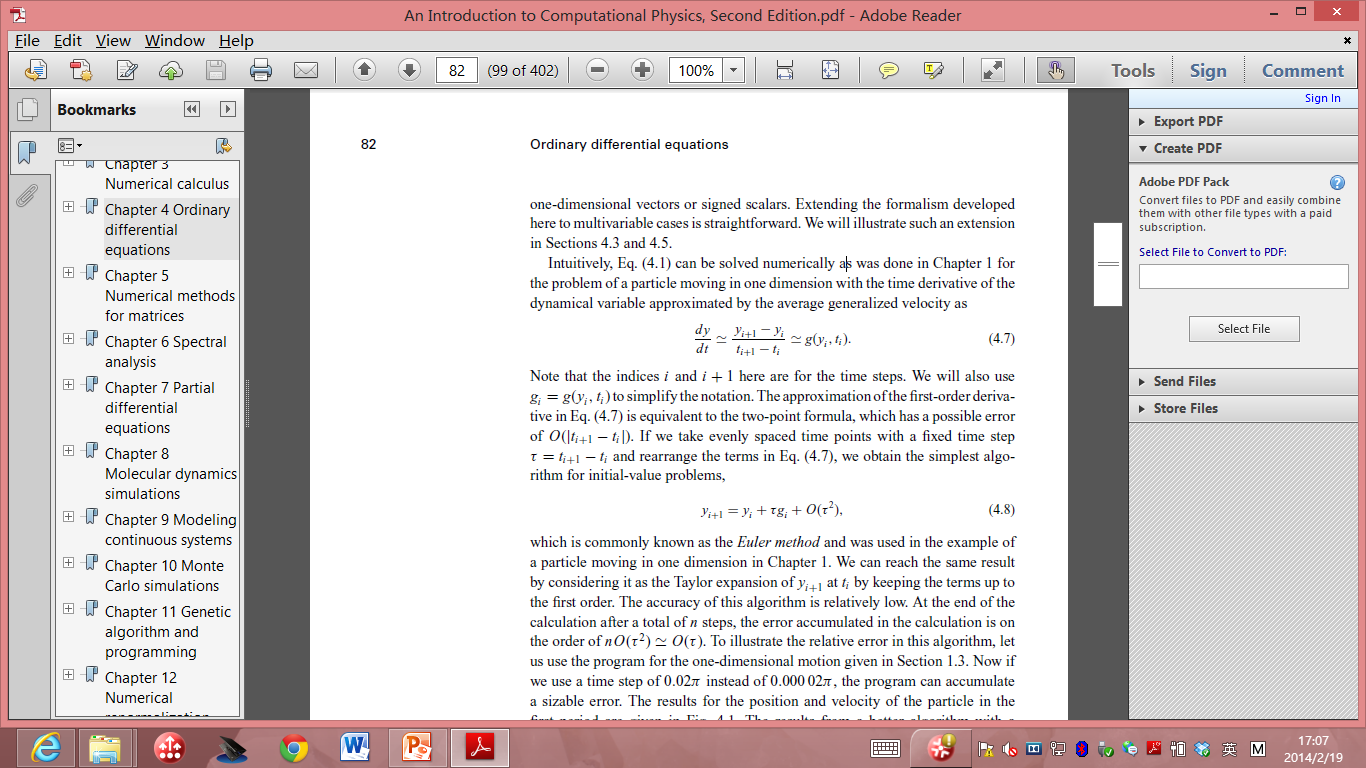 An Introduction to Computational Physics, Second Edition.pdf - Adobe Reader
File Edit View Window Help
82 (99 of 402) 100% Tools Sign Comment
Sign In
Bookmarks
Chapter 3
Numerical calculus
Chapter 4 Ordinary
differential
equations
Chapter 5
Numerical methods
for matrices
Chapter 6 Spectral
analysis
Chapter 7 Partial
differential
equations
Chapter 8
Molecular dynamics
simulations
Chapter 9 Modeling
continuous systems
Chapter 10 Monte
Carlo simulations
Chapter 11 Genetic
algorithm and
programming
Chapter 12
Numerical
renormalization
82 Ordinary differential equations
one-dimensional vectors or signed scalars. Extending the formalism developed
here to multivariable cases is straightforward. We will illustrate such an extension
in Sections 4.3 and 4.5.
Intuitively, Eq. (4.1) can be solved numerically as was done in Chapter 1 for
the problem of a particle moving in one dimension with the time derivative of the
dynamical variable approximated by the average generalized velocity as
dy/dt ≃ (y_{i+1} − y_i)/(t_{i+1} − t_i) ≃ g(y_i, t_i). (4.7)
Note that the indices i and i + 1 here are for the time steps. We will also use
g_i = g(y_i, t_i) to simplify the notation. The approximation of the first-order deriva-
tive in Eq. (4.7) is equivalent to the two-point formula, which has a possible error
of O(|t_{i+1} − t_i|). If we take evenly spaced time points with a fixed time step
τ = t_{i+1} − t_i and rearrange the terms in Eq. (4.7), we obtain the simplest algo-
rithm for initial-value problems,
y_{i+1} = y_i + τg_i + O(τ²), (4.8)
which is commonly known as the Euler method and was used in the example of
a particle moving in one dimension in Chapter 1. We can reach the same result
by considering it as the Taylor expansion of y_{i+1} at t_i by keeping the terms up to
the first order. The accuracy of this algorithm is relatively low. At the end of the
calculation after a total of n steps, the error accumulated in the calculation is on
the order of nO(τ²) ≃ O(τ). To illustrate the relative error in this algorithm, let
us use the program for the one-dimensional motion given in Section 1.3. Now if
we use a time step of 0.02π instead of 0.000 02π, the program can accumulate
a sizable error. The results for the position and velocity of the particle in the
first period are given in Fig. 4.1. The results from a better algorithm with a
Export PDF
Create PDF
Adobe PDF Pack
Convert files to PDF and easily combine
them with other file types with a paid
subscription.
Select File to Convert to PDF:
Select File
Send Files
Store Files
英 M
17:07
2014/2/19